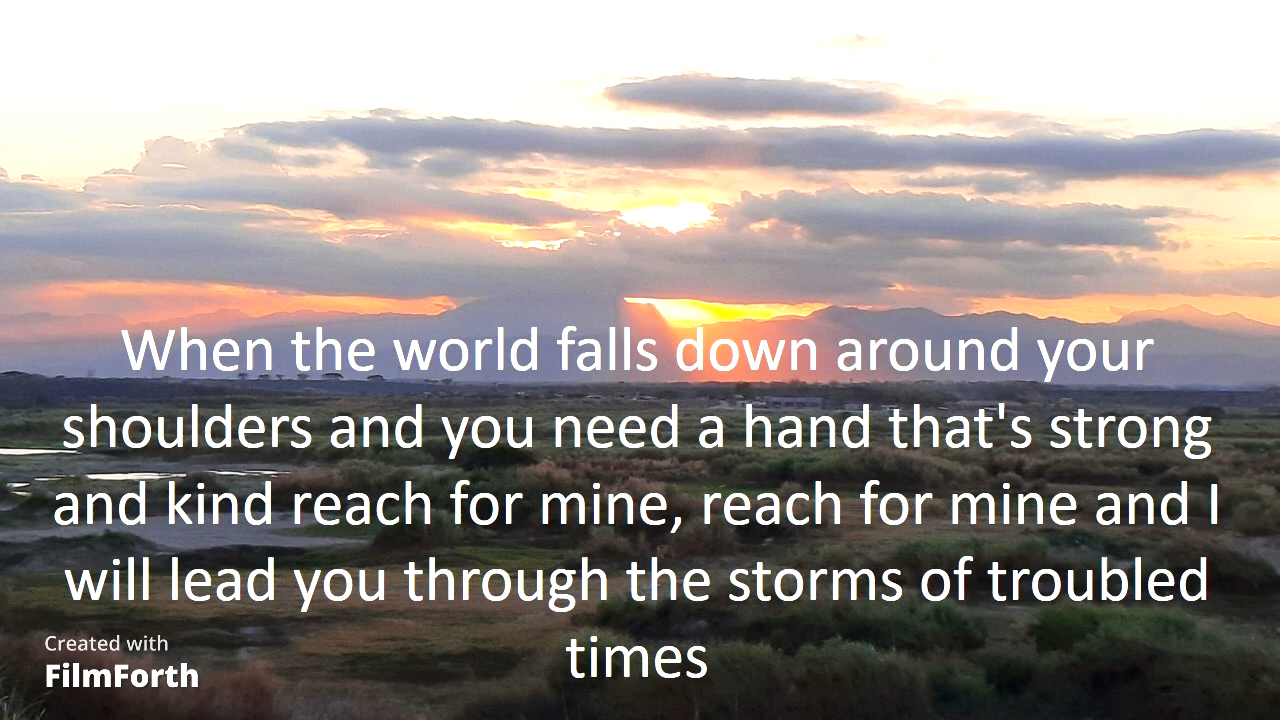 When the world falls down around your
shoulders and you need a hand that's strong
and kind reach for mine, reach for mine and I
will lead you through the storms of troubled
times
Created with
FilmForth